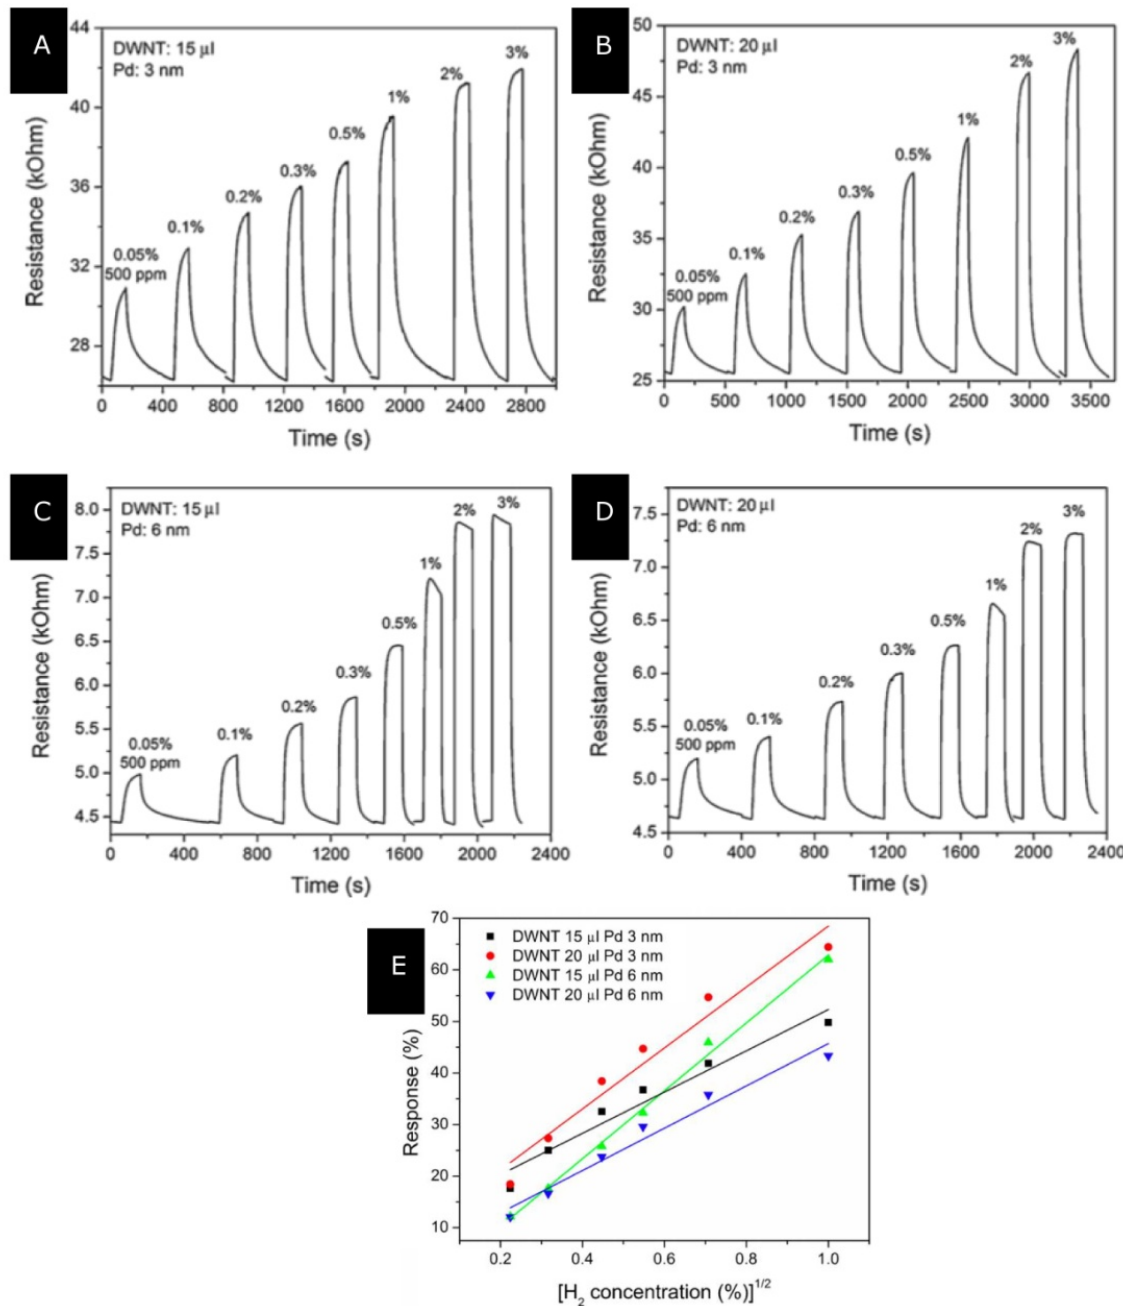 A
DWNT: 15 µl
Pd: 3 nm
0.05%
500 ppm
0.1%
0.2%
0.3%
0.5%
1%
2%
3%
44
40
36
32
28
Resistance (kOhm)
0 400 800 1200 1600 2000 2400 2800
Time (s)
B
DWNT: 20 µl
Pd: 3 nm
0.05%
500 ppm
0.1%
0.2%
0.3%
0.5%
1%
2%
3%
50
45
40
35
30
25
Resistance (kOhm)
0 500 1000 1500 2000 2500 3000 3500
Time (s)
C
DWNT: 15 µl
Pd: 6 nm
0.05%
500 ppm
0.1%
0.2%
0.3%
0.5%
1%
2%
3%
8.0
7.5
7.0
6.5
6.0
5.5
5.0
4.5
Resistance (kOhm)
0 400 800 1200 1600 2000 2400
Time (s)
D
DWNT: 20 µl
Pd: 6 nm
0.05%
500 ppm
0.1%
0.2%
0.3%
0.5%
1%
2%
3%
7.5
7.0
6.5
6.0
5.5
5.0
4.5
Resistance (kOhm)
0 400 800 1200 1600 2000 2400
Time (s)
E
DWNT 15 µl Pd 3 nm
DWNT 20 µl Pd 3 nm
DWNT 15 µl Pd 6 nm
DWNT 20 µl Pd 6 nm
70
60
50
40
30
20
10
Response (%)
0.2 0.4 0.6 0.8 1.0
[H₂ concentration (%)]¹ᐟ²